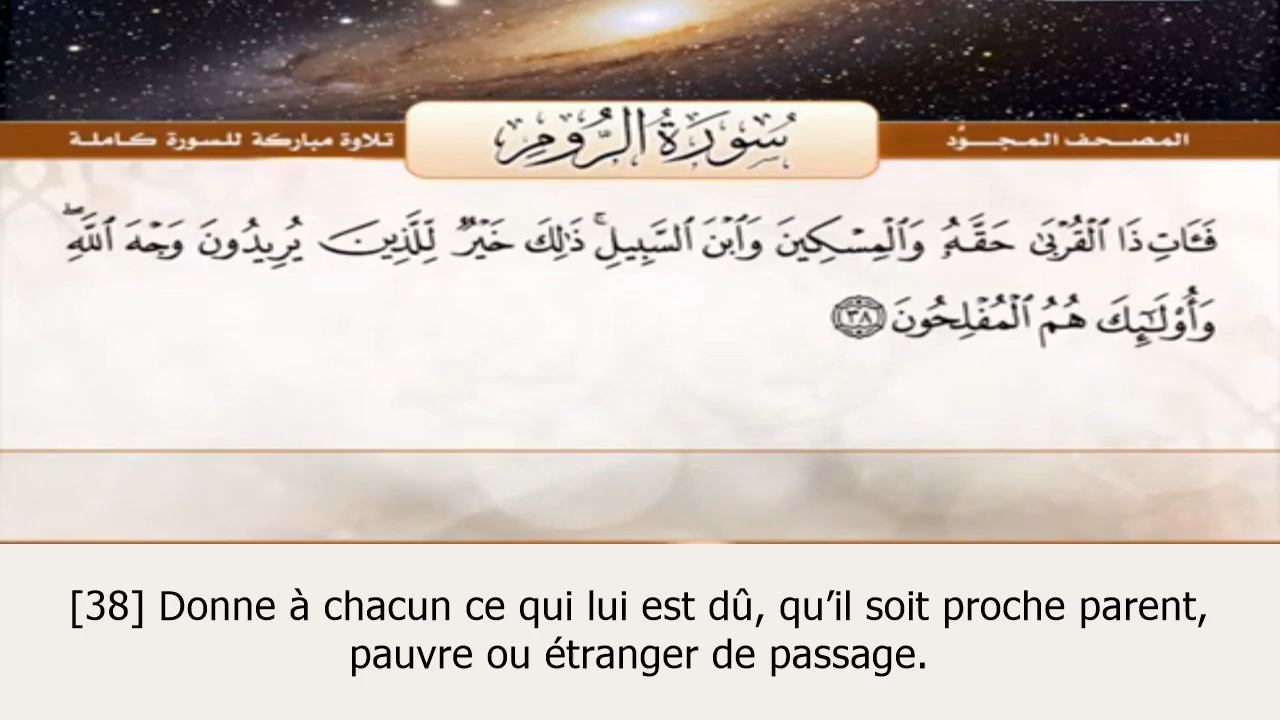 المصحف المجوَّد
سُورَةُ الرُّومِ
تلاوة مباركة للسورة كاملة
فَـَٔاتِ ذَا ٱلْقُرْبَىٰ حَقَّهُۥ وَٱلْمِسْكِينَ وَٱبْنَ ٱلسَّبِيلِ ۚ ذَٰلِكَ خَيْرٌ لِّلَّذِينَ يُرِيدُونَ وَجْهَ ٱللَّهِ ۖ
وَأُو۟لَـٰٓئِكَ هُمُ ٱلْمُفْلِحُونَ ٣٨
[38] Donne à chacun ce qui lui est dû, qu’il soit proche parent,
pauvre ou étranger de passage.